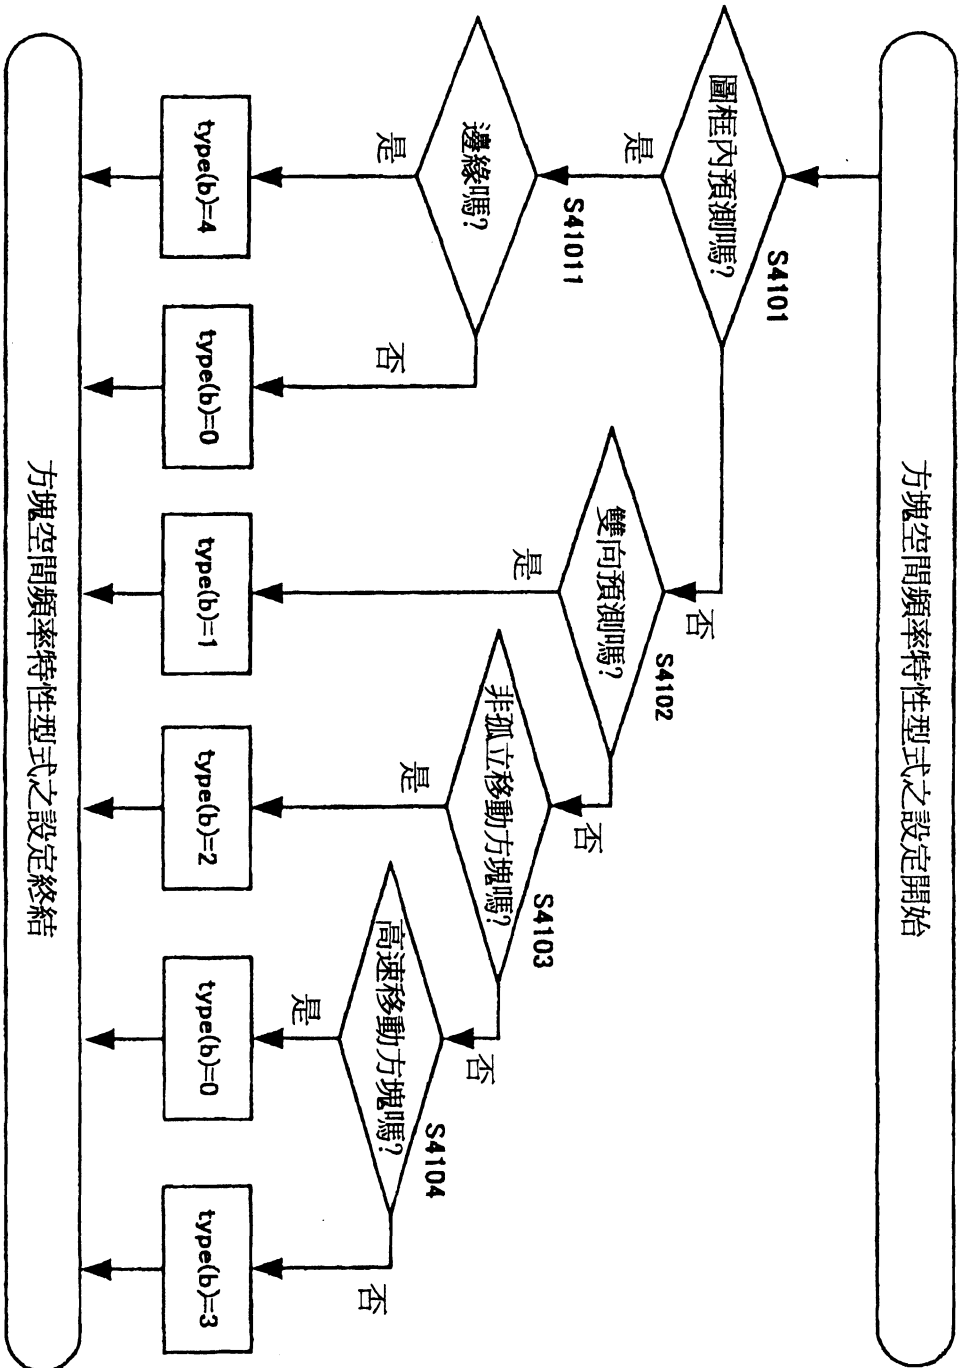 方塊空間頻率特性型式之設定開始
S4101
圖框內預測嗎?
是
否
S41011
邊緣嗎?
是
否
S4102
雙向預測嗎?
是
否
S4103
非孤立移動方塊嗎?
是
否
S4104
高速移動方塊嗎?
是
否
type(b)=4
type(b)=0
type(b)=1
type(b)=2
type(b)=0
type(b)=3
方塊空間頻率特性型式之設定終結